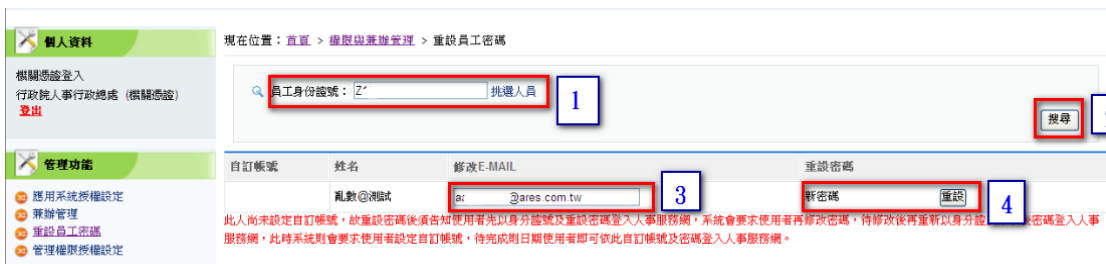 個人資料
現在位置：首頁 > 權限與兼辦管理 > 重設員工密碼
機關憑證登入
行政院人事行政總處 (機關憑證)
登出
員工身份證號： Z 挑選人員
1
搜尋
管理功能
應用系統授權設定
兼辦管理
重設員工密碼
管理權限授權設定
自訂帳號 姓名 修改E-MAIL 重設密碼
亂數@測試 a @ares.com.tw 新密碼 重設
3
4
此人尚未設定自訂帳號，故重設密碼後須告知使用者先以身分證號及重設密碼登入人事服務網，系統會要求使用者再修改密碼，待修改後再重新以身分證 後密碼登入人事
服務網，此時系統則會要求使用者設定自訂帳號，待完成則日期使用者即可依此自訂帳號及密碼登入人事服務網。